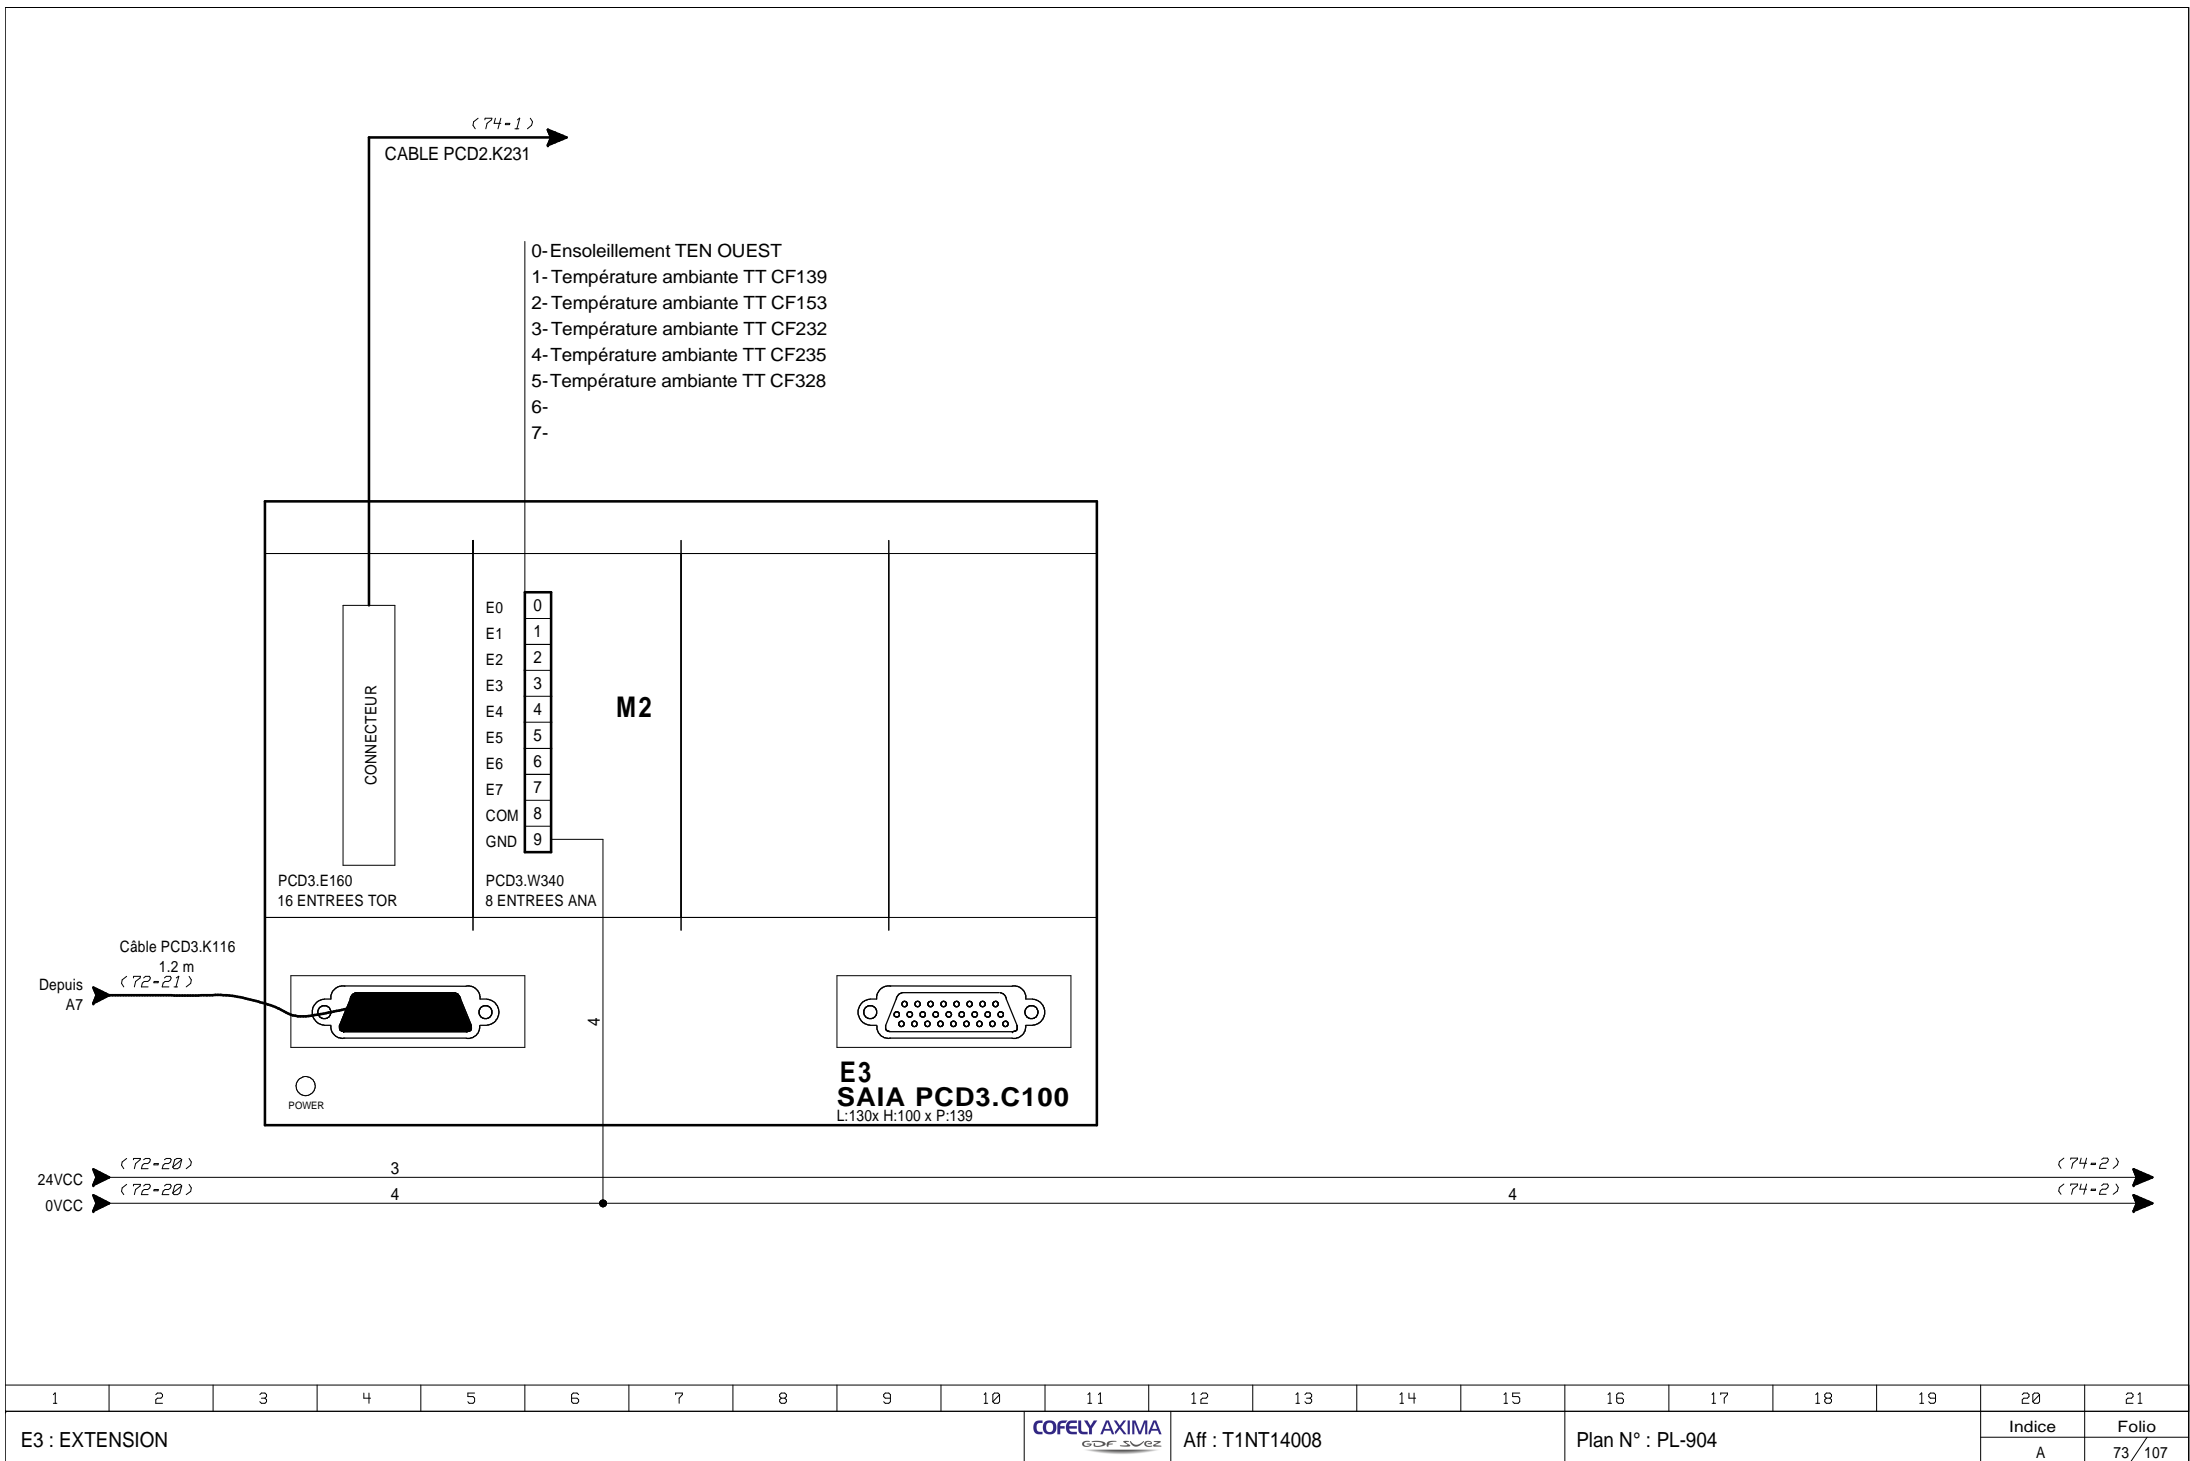 (74-1)
CABLE PCD2.K231
0-Ensoleillement TEN OUEST
1-Température ambiante TT CF139
2-Température ambiante TT CF153
3-Température ambiante TT CF232
4-Température ambiante TT CF235
5-Température ambiante TT CF328
6-
7-
CONNECTEUR
E0 0
E1 1
E2 2
E3 3
E4 4
E5 5
E6 6
E7 7
COM 8
GND 9
M2
PCD3.E160
16 ENTREES TOR
PCD3.W340
8 ENTREES ANA
Câble PCD3.K116
1.2 m
(72-21)
Depuis
A7
4
POWER
E3
SAIA PCD3.C100
L:130x H:100 x P:139
24VCC (72-20) 3 (74-2)
0VCC (72-20) 4 4 (74-2)
1 2 3 4 5 6 7 8 9 10 11 12 13 14 15 16 17 18 19 20 21
E3 : EXTENSION
COFELY AXIMA
GDF SUEZ
Aff : T1NT14008
Plan N° : PL-904
Indice
A
Folio
73/107